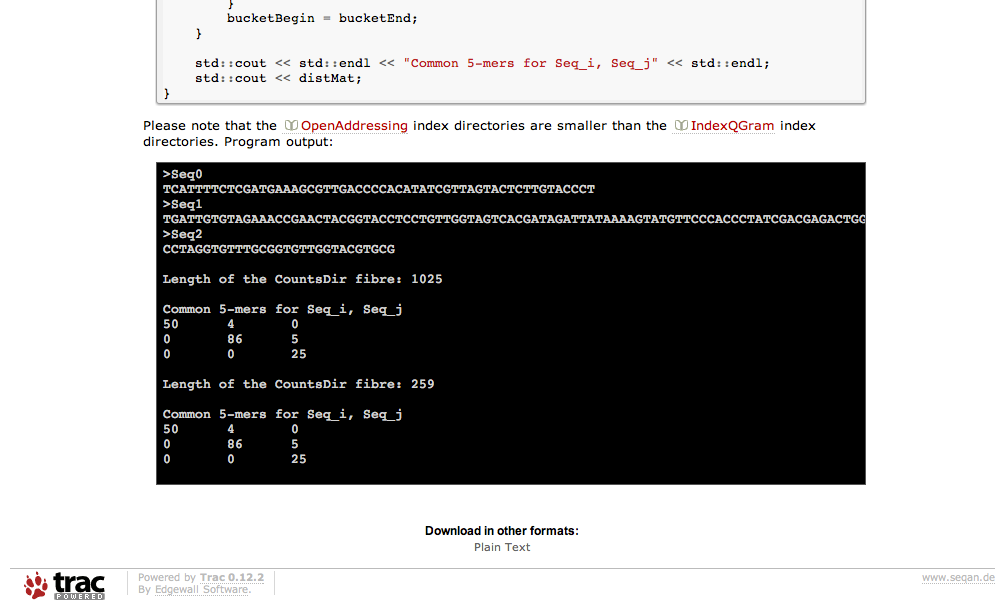 }
bucketBegin = bucketEnd;
}
std::cout << std::endl << "Common 5-mers for Seq_i, Seq_j" << std::endl;
std::cout << distMat;
}
Please note that the OpenAddressing index directories are smaller than the IndexQGram index
directories. Program output:
>Seq0
TCATTTTCTCGATGAAAGCGTTGACCCCACATATCGTTAGTACTCTTGTACCCT
>Seq1
TGATTGTGTAGAAACCGAACTACGGTACCTCCTGTTGGTAGTCACGATAGATTATAAAAGTATGTTCCCACCCTATCGACGAGACTGG
>Seq2
CCTAGGTGTTTGCGGTGTTGGTACGTGCG
Length of the CountsDir fibre: 1025
Common 5-mers for Seq_i, Seq_j
50 4 0
0 86 5
0 0 25
Length of the CountsDir fibre: 259
Common 5-mers for Seq_i, Seq_j
50 4 0
0 86 5
0 0 25
Download in other formats:
Plain Text
trac
POWERED
Powered by Trac 0.12.2
By Edgewall Software.
www.seqan.de